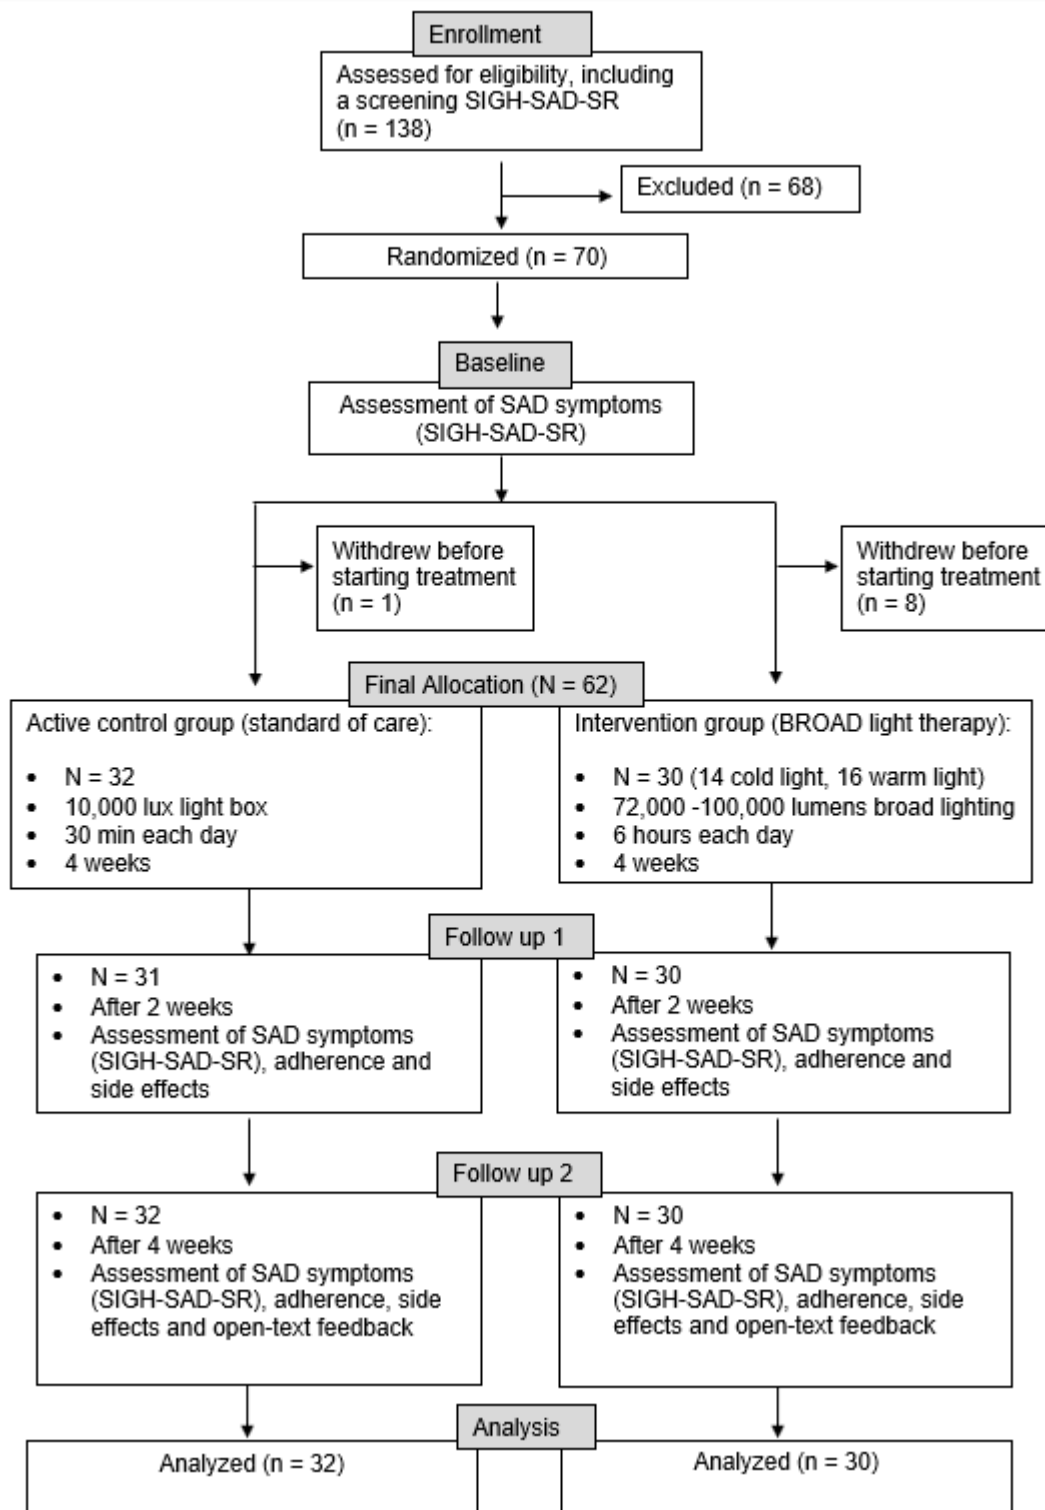 Enrollment
Assessed for eligibility, including
a screening SIGH-SAD-SR
(n = 138)
Excluded (n = 68)
Randomized (n = 70)
Baseline
Assessment of SAD symptoms
(SIGH-SAD-SR)
Withdrew before
starting treatment
(n = 1)
Withdrew before
starting treatment
(n = 8)
Final Allocation (N = 62)
Active control group (standard of care):
• N = 32
• 10,000 lux light box
• 30 min each day
• 4 weeks
Intervention group (BROAD light therapy):
• N = 30 (14 cold light, 16 warm light)
• 72,000 -100,000 lumens broad lighting
• 6 hours each day
• 4 weeks
Follow up 1
• N = 31
• After 2 weeks
• Assessment of SAD symptoms
(SIGH-SAD-SR), adherence and
side effects
• N = 30
• After 2 weeks
• Assessment of SAD symptoms
(SIGH-SAD-SR), adherence and
side effects
Follow up 2
• N = 32
• After 4 weeks
• Assessment of SAD symptoms
(SIGH-SAD-SR), adherence, side
effects and open-text feedback
• N = 30
• After 4 weeks
• Assessment of SAD symptoms
(SIGH-SAD-SR), adherence, side
effects and open-text feedback
Analysis
Analyzed (n = 32)
Analyzed (n = 30)